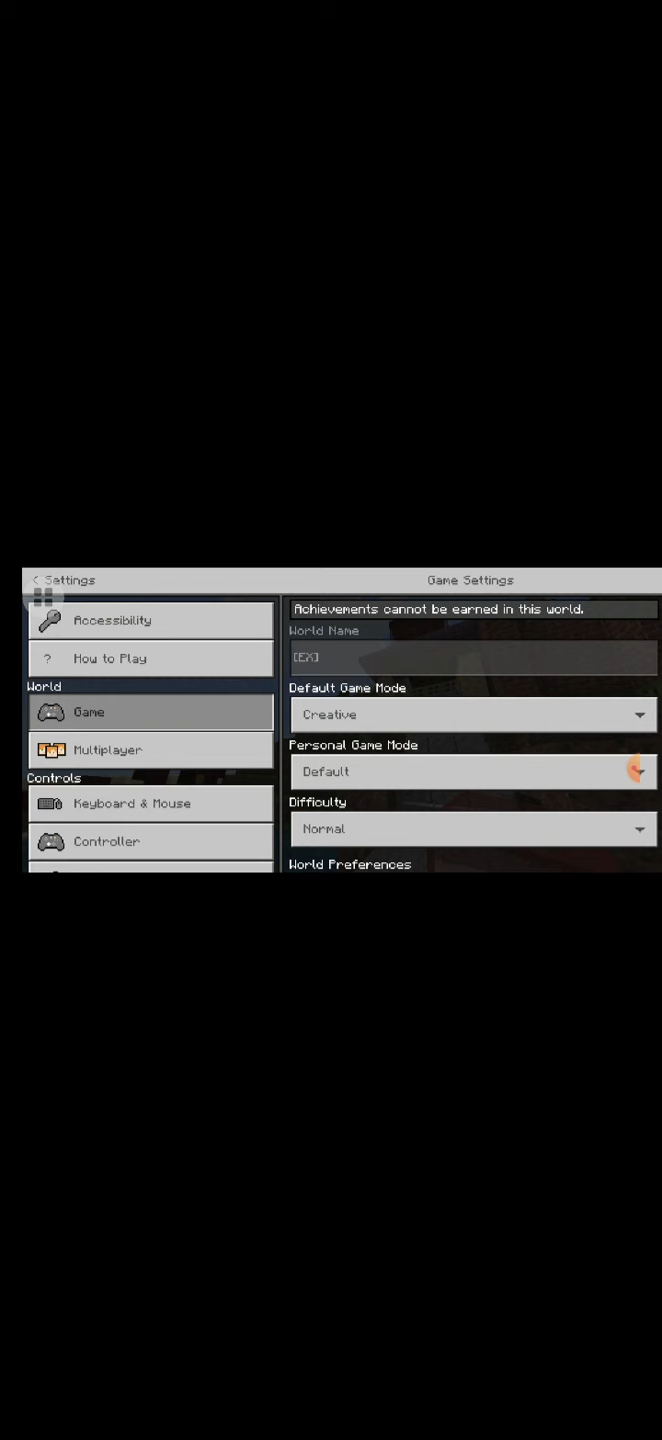 < Settings
Game Settings
Accessibility
? How to Play
World
Game
Multiplayer
Controls
Keyboard & Mouse
Controller
Achievements cannot be earned in this world.
World Name
[EX]
Default Game Mode
Creative
Personal Game Mode
Default
Difficulty
Normal
World Preferences